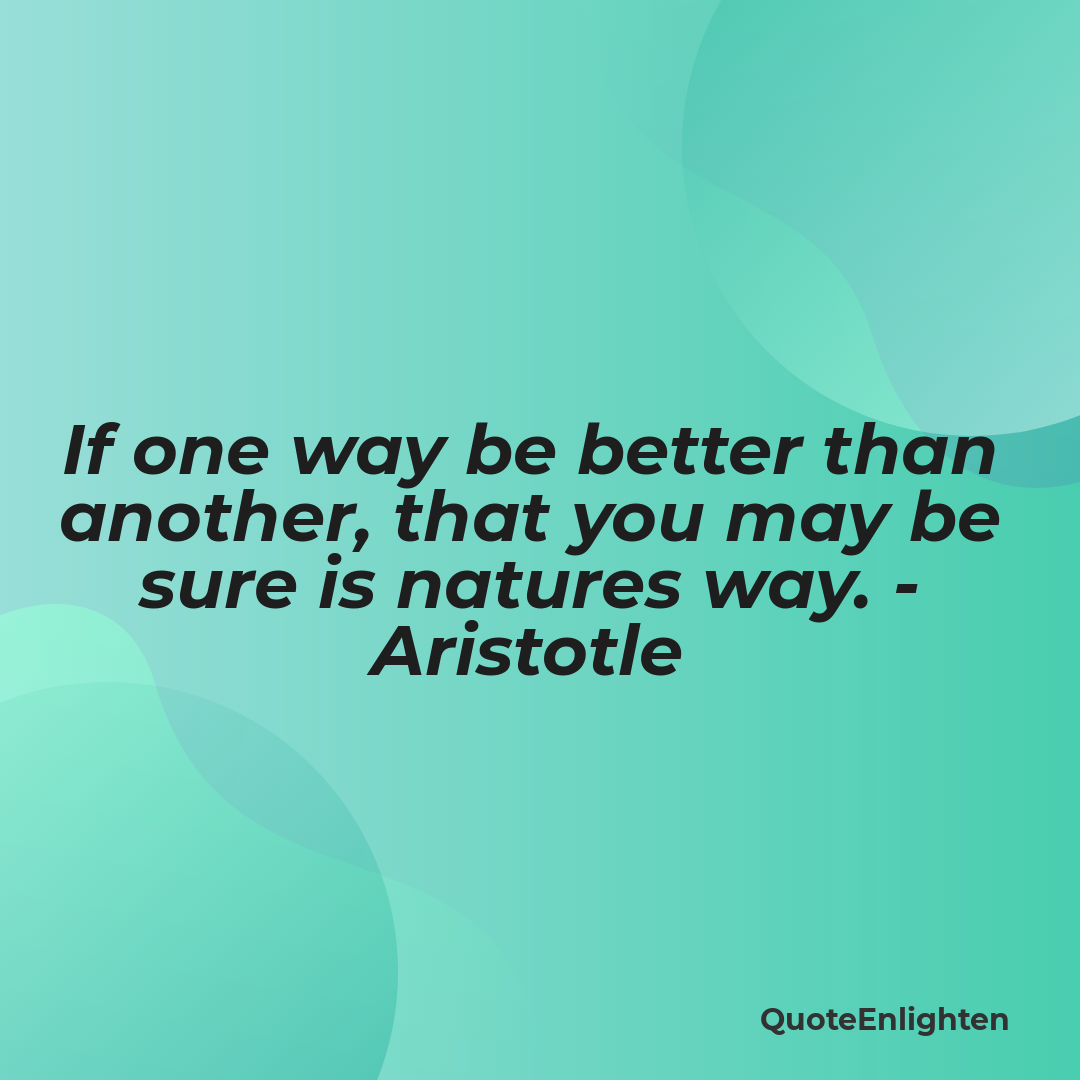 If one way be better than
another, that you may be
sure is natures way. -
Aristotle
QuoteEnlighten